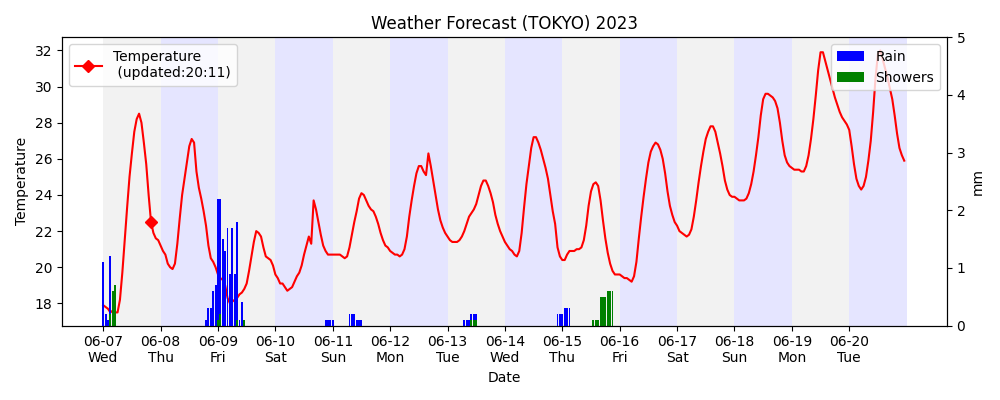 Weather Forecast (TOKYO) 2023
Temperature
(updated:20:11)
Rain
Showers
Temperature
32
30
28
26
24
22
20
18
5
4
3
2
1
0
mm
06-07 06-08 06-09 06-10 06-11 06-12 06-13 06-14 06-15 06-16 06-17 06-18 06-19 06-20
Wed Thu Fri Sat Sun Mon Tue Wed Thu Fri Sat Sun Mon Tue
Date